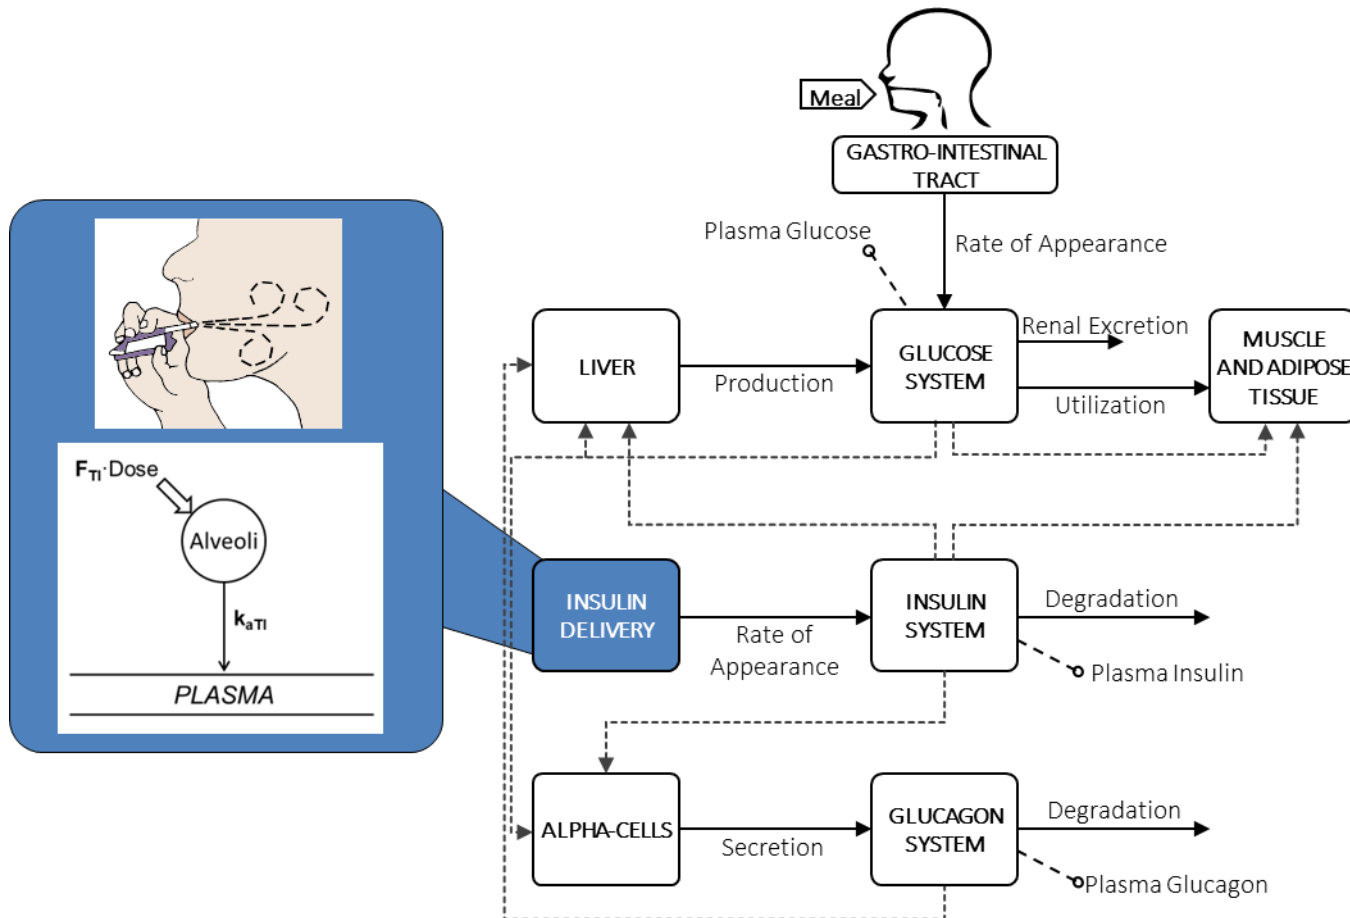 Meal
GASTRO-INTESTINAL
TRACT
Plasma Glucose
Rate of Appearance
LIVER
Production
GLUCOSE
SYSTEM
Renal Excretion
Utilization
MUSCLE
AND ADIPOSE
TISSUE
F_TI·Dose
Alveoli
k_aTI
PLASMA
INSULIN
DELIVERY
Rate of
Appearance
INSULIN
SYSTEM
Degradation
Plasma Insulin
ALPHA-CELLS
Secretion
GLUCAGON
SYSTEM
Degradation
Plasma Glucagon